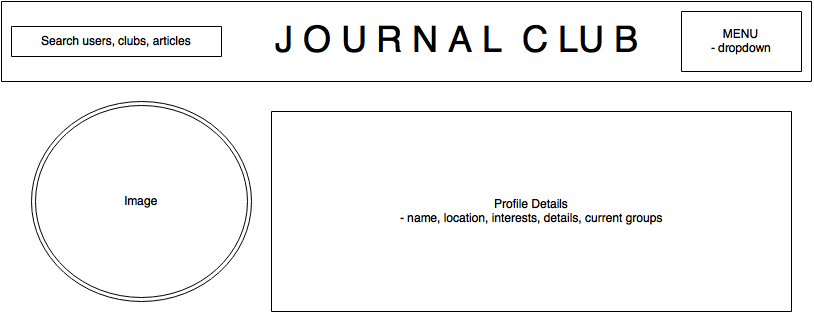 Search users, clubs, articles
JOURNAL CLUB
MENU
- dropdown
Image
Profile Details
- name, location, interests, details, current groups